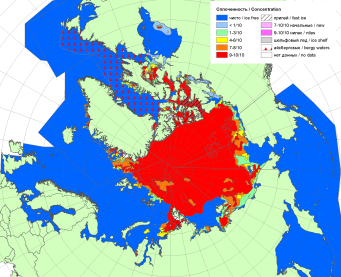 Сплоченность / Concentration
чисто / ice free
< 1/10
1-3/10
4-6/10
7-8/10
9-10/10
припай / fast ice
7-10/10 начальные / new
9-10/10 нилас / nilas
шельфовый лед / ice shelf
айсберговые / bergy waters
нет данных / no data